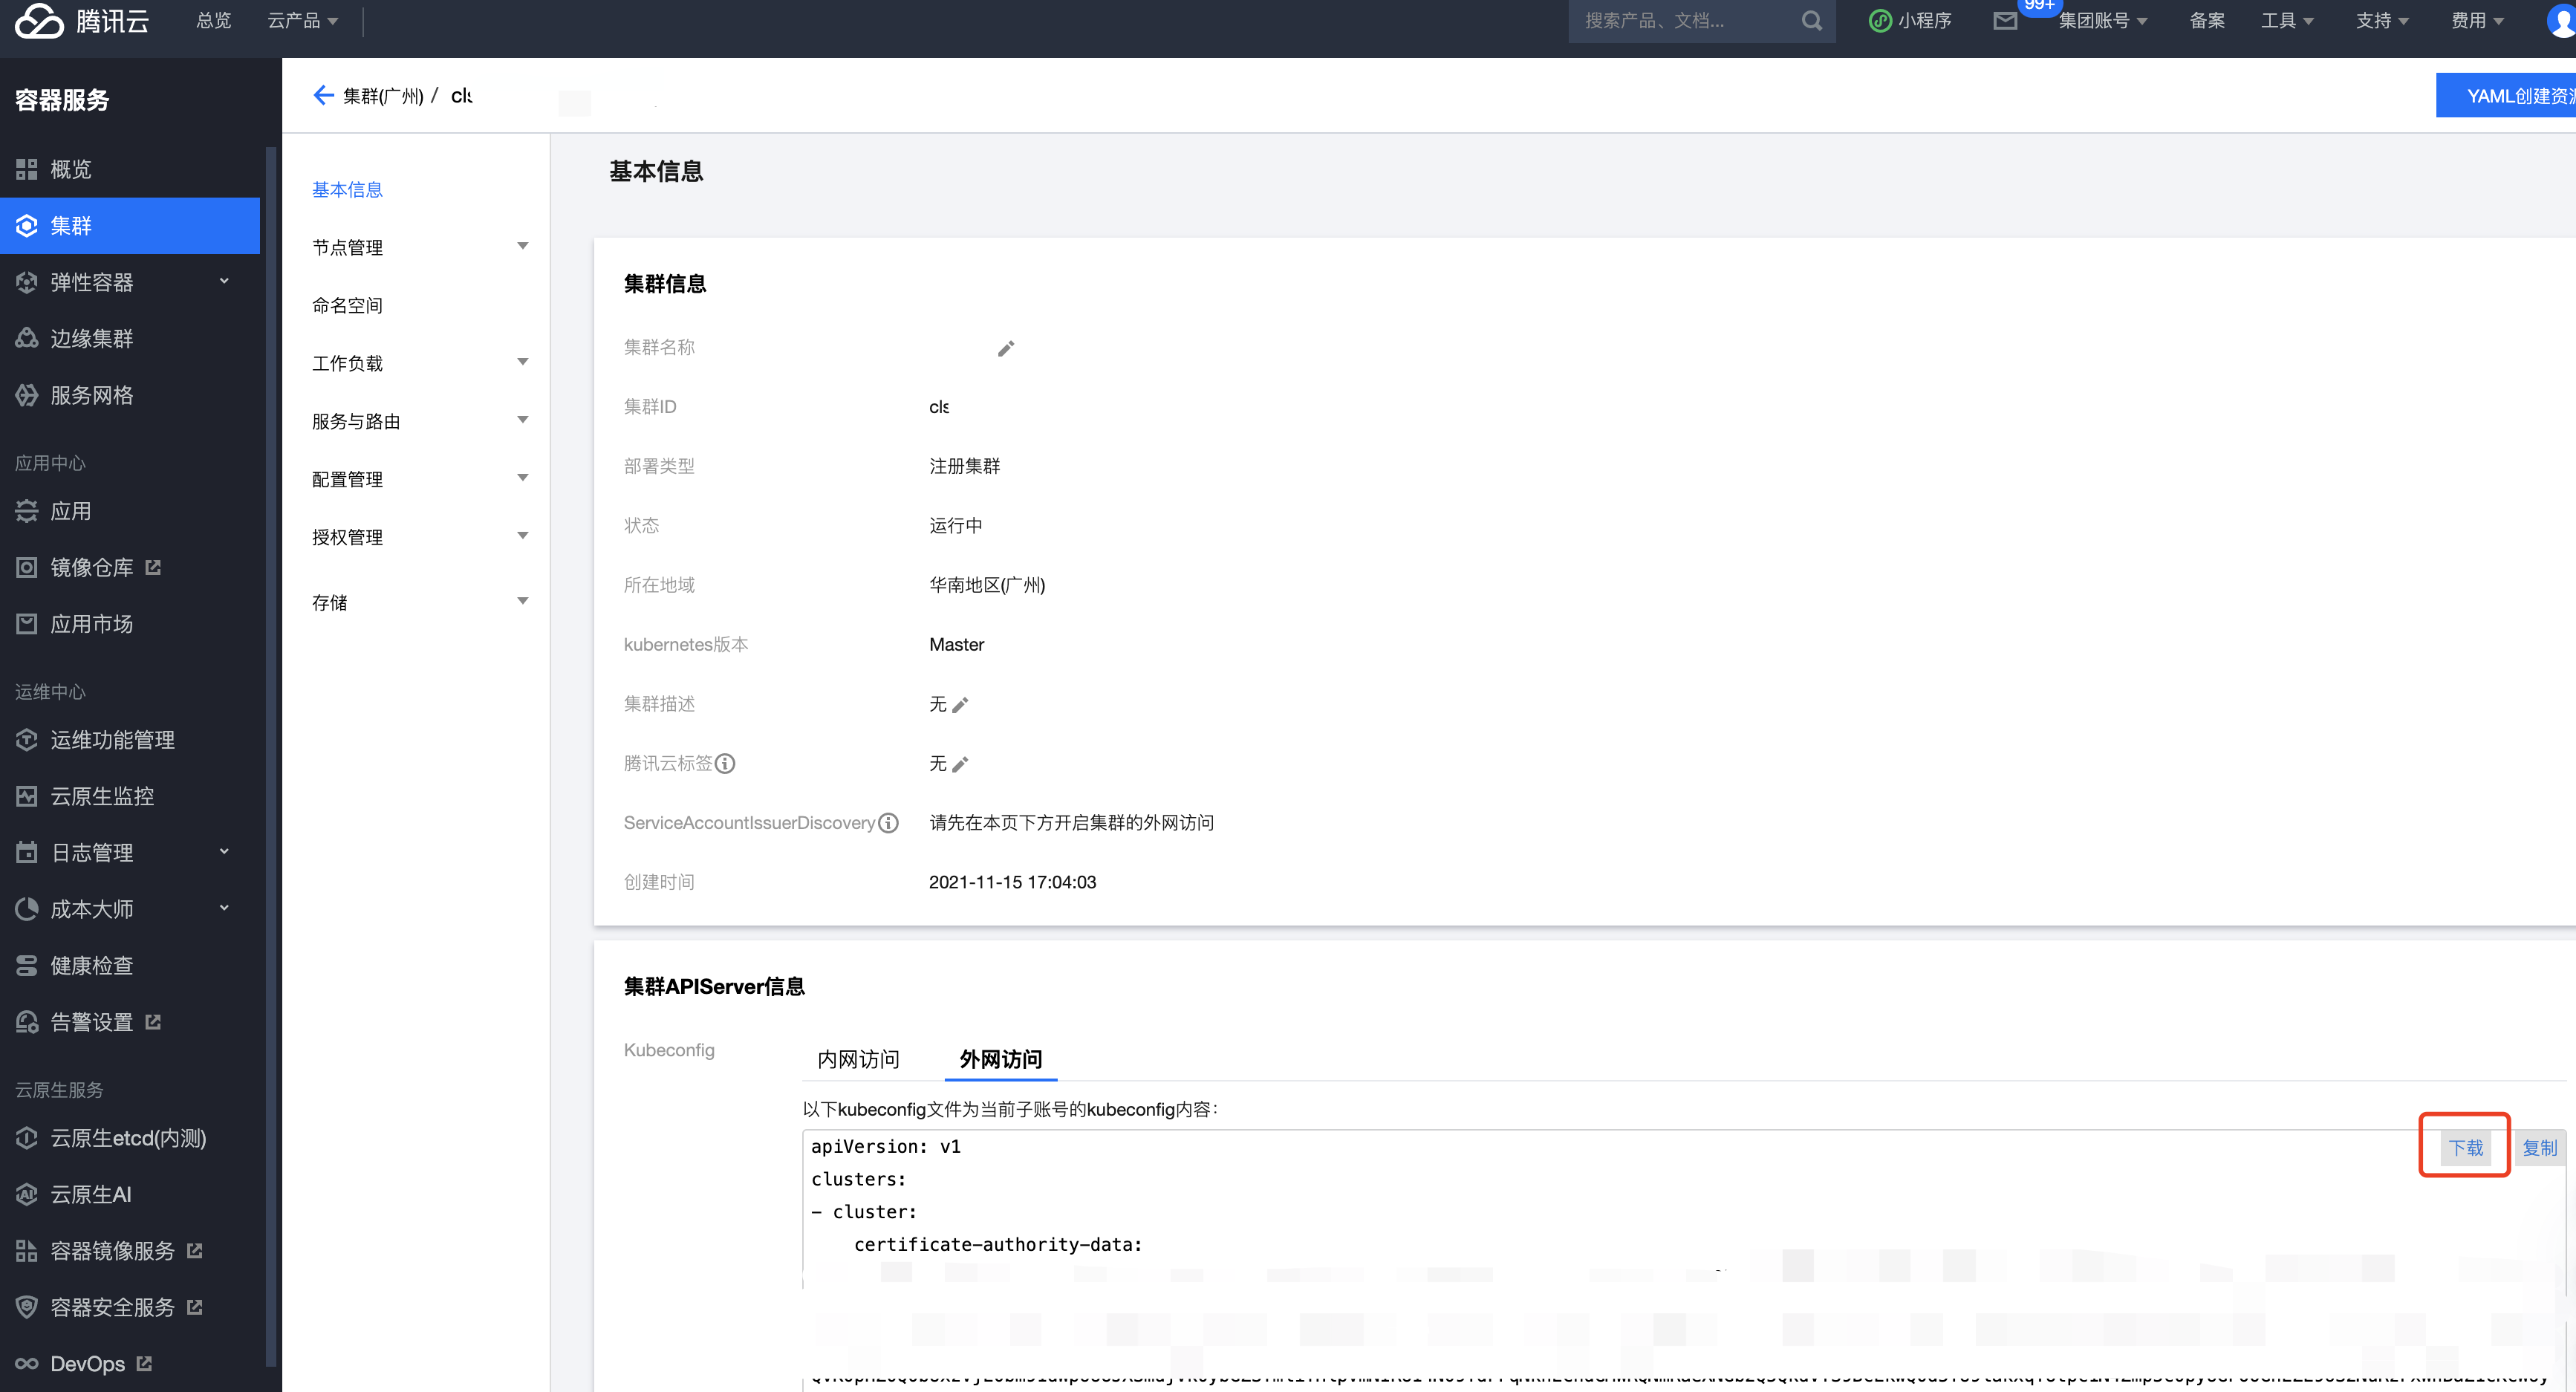 腾讯云 总览 云产品 搜索产品、文档... 小程序 99+ 集团账号 备案 工具 支持 费用
容器服务
概览
集群
弹性容器
边缘集群
服务网格
应用中心
应用
镜像仓库
应用市场
运维中心
运维功能管理
云原生监控
日志管理
成本大师
健康检查
告警设置
云原生服务
云原生etcd(内测)
云原生AI
容器镜像服务
容器安全服务
DevOps
集群(广州) / cls
YAML创建资源
基本信息
节点管理
命名空间
工作负载
服务与路由
配置管理
授权管理
存储
基本信息
集群信息
集群名称
集群ID cls
部署类型 注册集群
状态 运行中
所在地域 华南地区(广州)
kubernetes版本 Master
集群描述 无
腾讯云标签 无
ServiceAccountIssuerDiscovery 请先在本页下方开启集群的外网访问
创建时间 2021-11-15 17:04:03
集群APIServer信息
Kubeconfig 内网访问 外网访问
以下kubeconfig文件为当前子账号的kubeconfig内容：
下载 复制
apiVersion: v1
clusters:
- cluster:
certificate-authority-data: